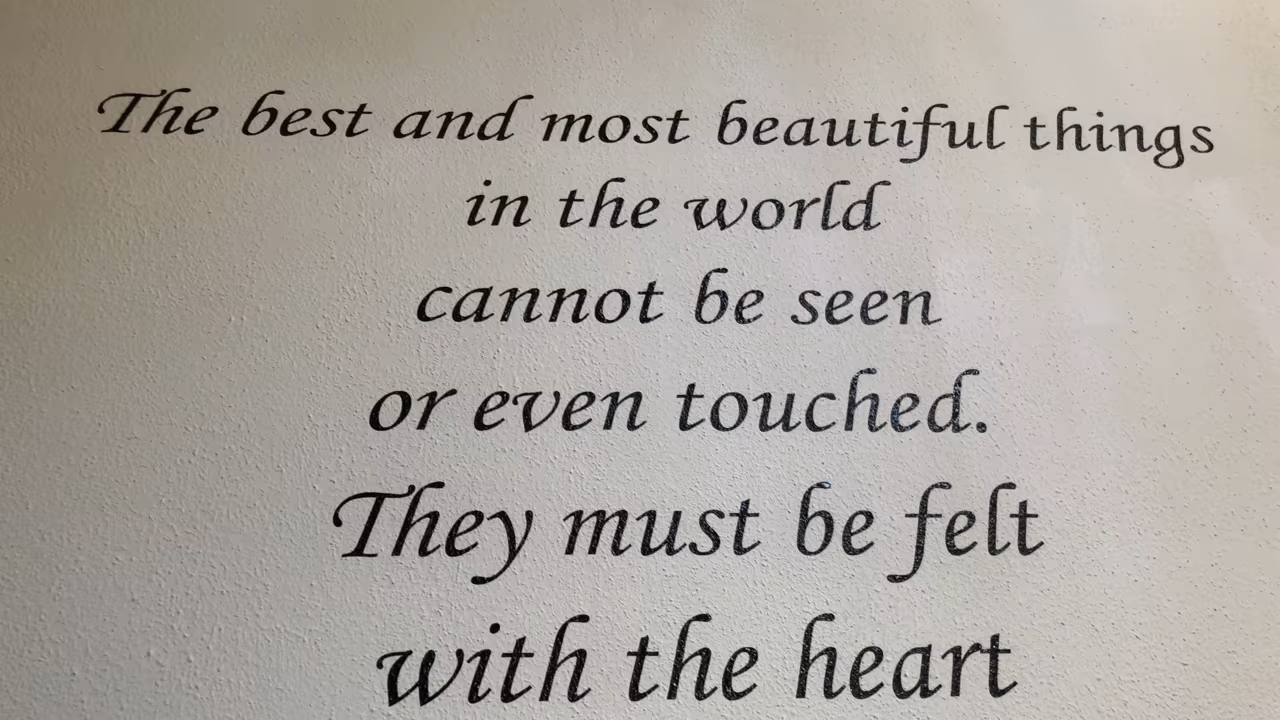 The best and most beautiful things
in the world
cannot be seen
or even touched.
They must be felt
with the heart